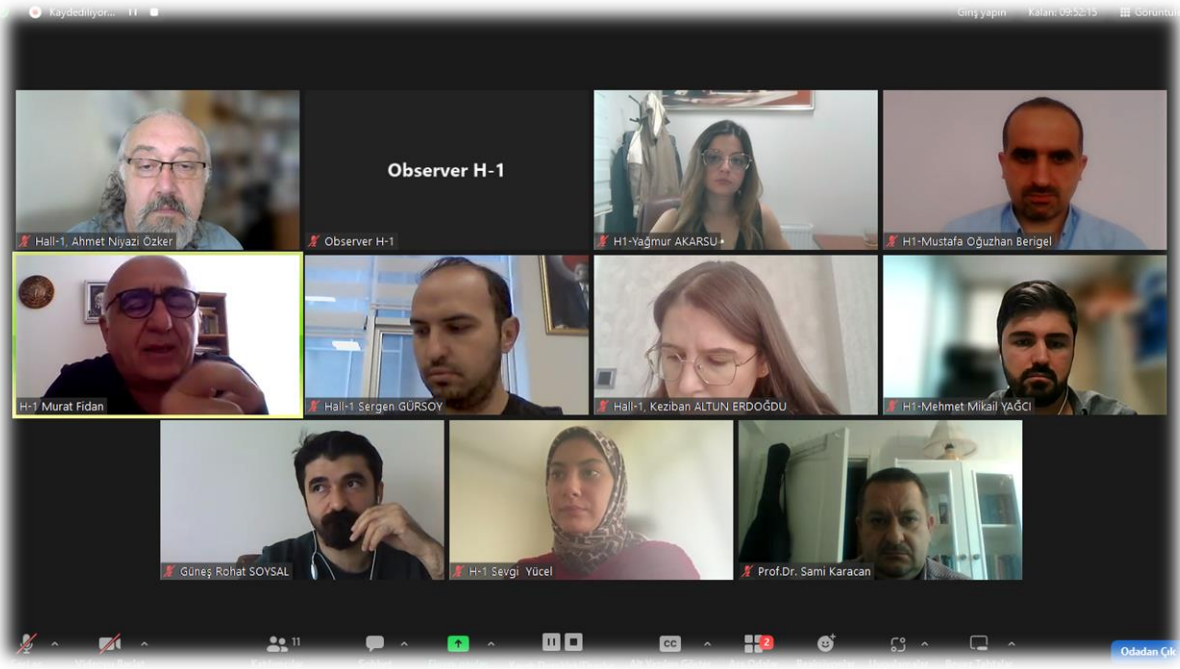 Kaydediliyor...
Giriş yapın
Kalan: 09:52:15
Görüntül
Hall-1, Ahmet Niyazi Özker
Observer H-1
Observer H-1
H1-Yağmur AKARSU
H1-Mustafa Oğuzhan Berigel
H-1 Murat Fidan
Hall-1 Sergen GÜRSOY
Hall-1, Keziban ALTUN ERDOĞDU
H1-Mehmet Mikail YAĞCI
Güneş Rohat SOYSAL
H-1 Sevgi Yücel
Prof.Dr. Sami Karacan
11
CC
2
Odadan Çık